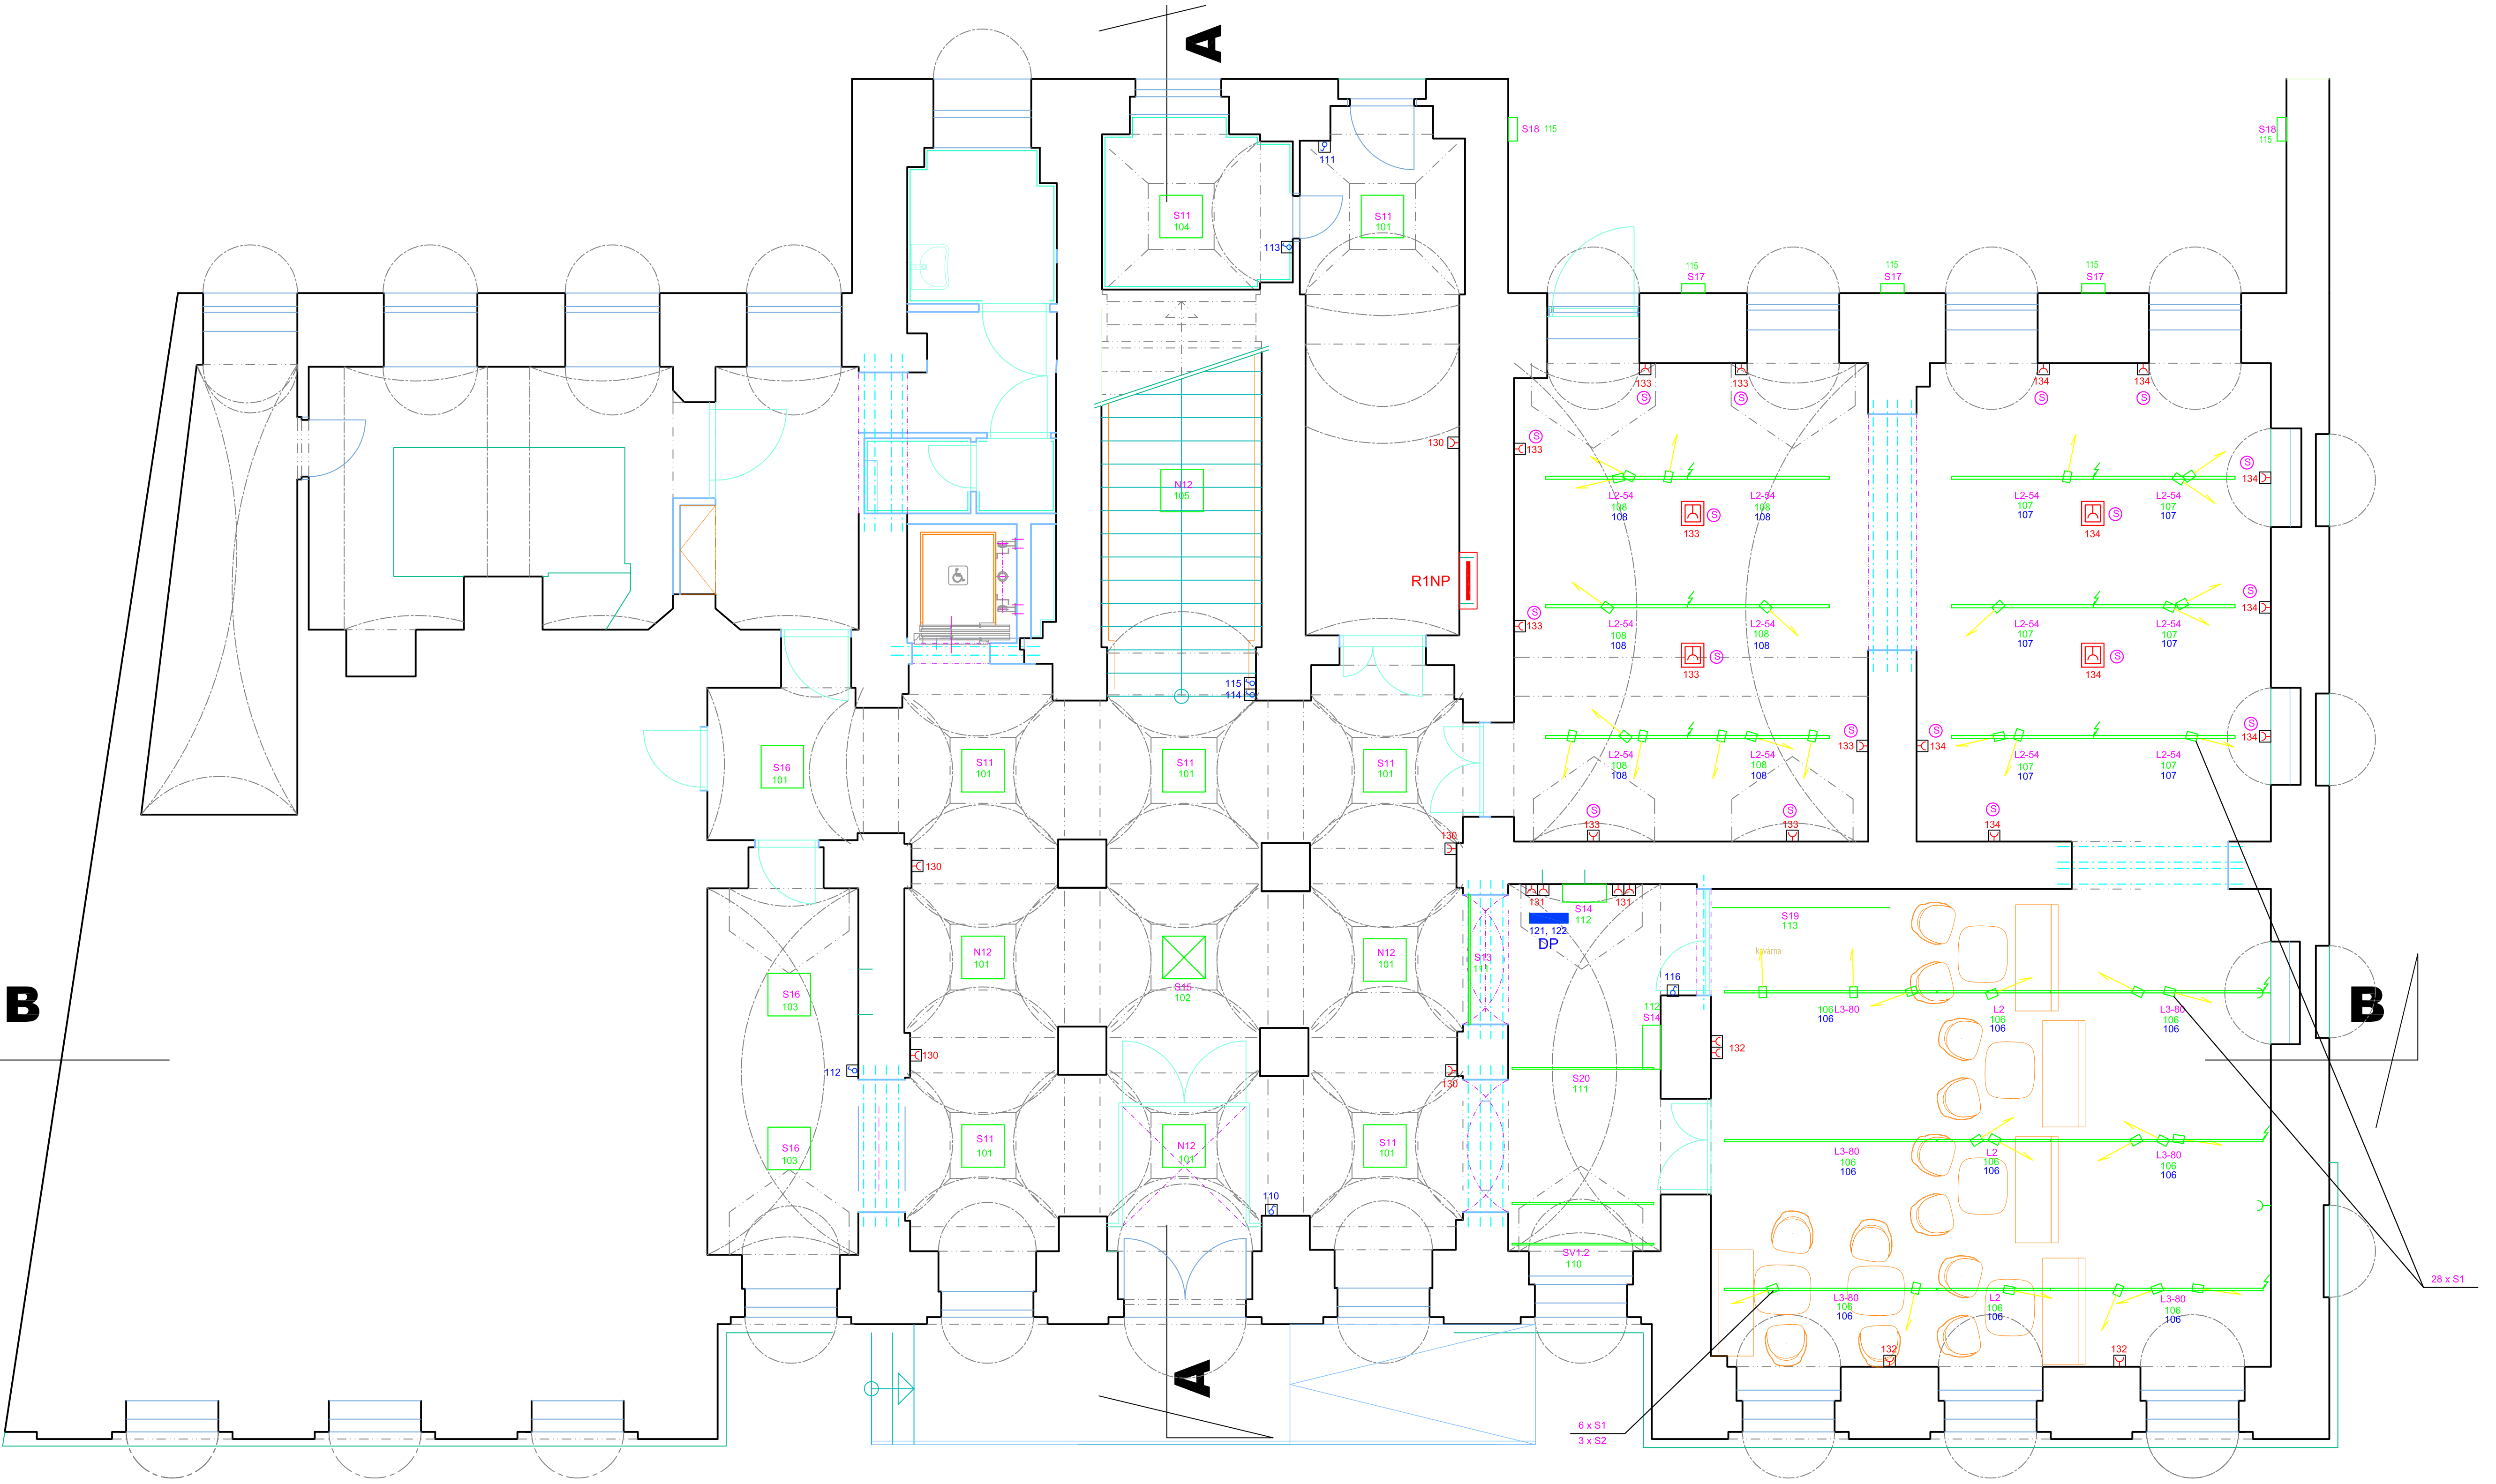 A
S18 115
S18
115
111
S11
104
S11
101
113
115
S17
115
S17
115
S17
133
S
133
S
134
S
134
S
130
S
133
S
134
L2-54
108
108
L2-54
108
108
L2-54
107
107
L2-54
107
107
N12
105
S
133
S
134
R1NP
S
133
S
134
L2-54
108
108
L2-54
108
108
L2-54
107
107
L2-54
107
107
S
133
S
134
115
114
S
133
S
134
S
134
S16
101
S11
101
S11
101
S11
101
L2-54
108
108
L2-54
108
108
L2-54
107
107
L2-54
107
107
S
133
S
133
S
134
130
130
131
131
S14
112
121, 122
DP
S19
113
kavárna
N12
101
S15
102
N12
101
S13
111
116
S16
103
112
S14
106
L3-80
106
L2
106
106
L3-80
106
106
B
B
130
130
112
132
S20
111
S16
103
S11
101
N12
101
S11
101
110
L3-80
106
106
L2
106
106
L3-80
106
106
SV1.2
110
28 x S1
L3-80
106
106
L2
106
106
L3-80
106
106
132
132
A
6 x S1
3 x S2